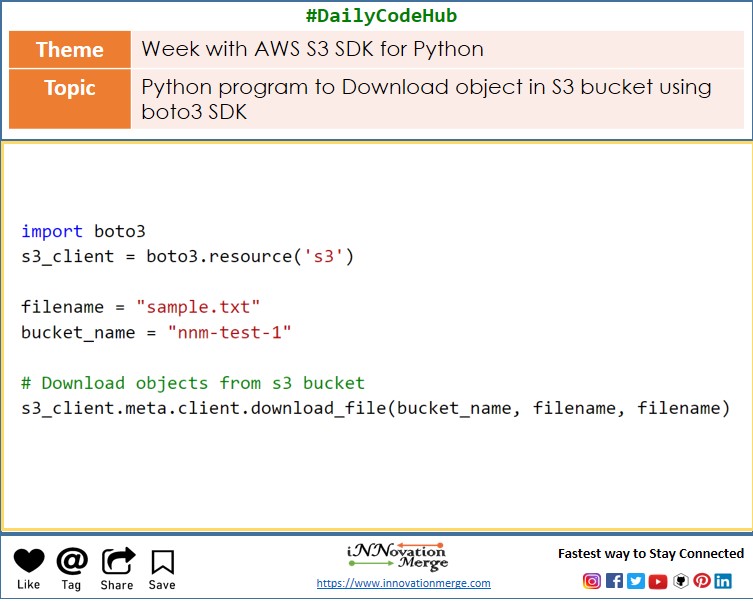 #DailyCodeHub
Theme
Week with AWS S3 SDK for Python
Topic
Python program to Download object in S3 bucket using
boto3 SDK
import boto3
s3_client = boto3.resource('s3')
filename = "sample.txt"
bucket_name = "nnm-test-1"
# Download objects from s3 bucket
s3_client.meta.client.download_file(bucket_name, filename, filename)
Like
Tag
Share
Save
iNNovation
Merge
https://www.innovationmerge.com
Fastest way to Stay Connected